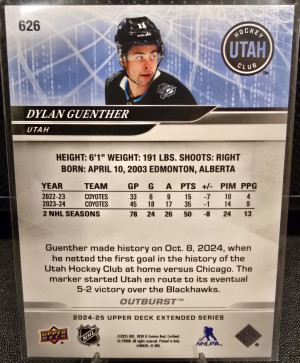 626
HOCKEY
UTAH
CLUB
DYLAN GUENTHER
UTAH
HEIGHT: 6'1" WEIGHT: 191 LBS. SHOOTS: RIGHT
BORN: APRIL 10, 2003 EDMONTON, ALBERTA
YEAR TEAM GP G A PTS +/- PIM PPG
2022-23 COYOTES 33 6 9 15 -7 10 4
2023-24 COYOTES 45 18 17 35 -1 14 9
2 NHL SEASONS 78 24 26 50 -8 24 13
Guenther made history on Oct. 8, 2024, when
he netted the first goal in the history of the
Utah Hockey Club at home versus Chicago. The
marker started Utah en route to its eventual
5-2 victory over the Blackhawks.
OUTBURST
2024-25 UPPER DECK EXTENDED SERIES
UPPER DECK
NHL
NHLPA